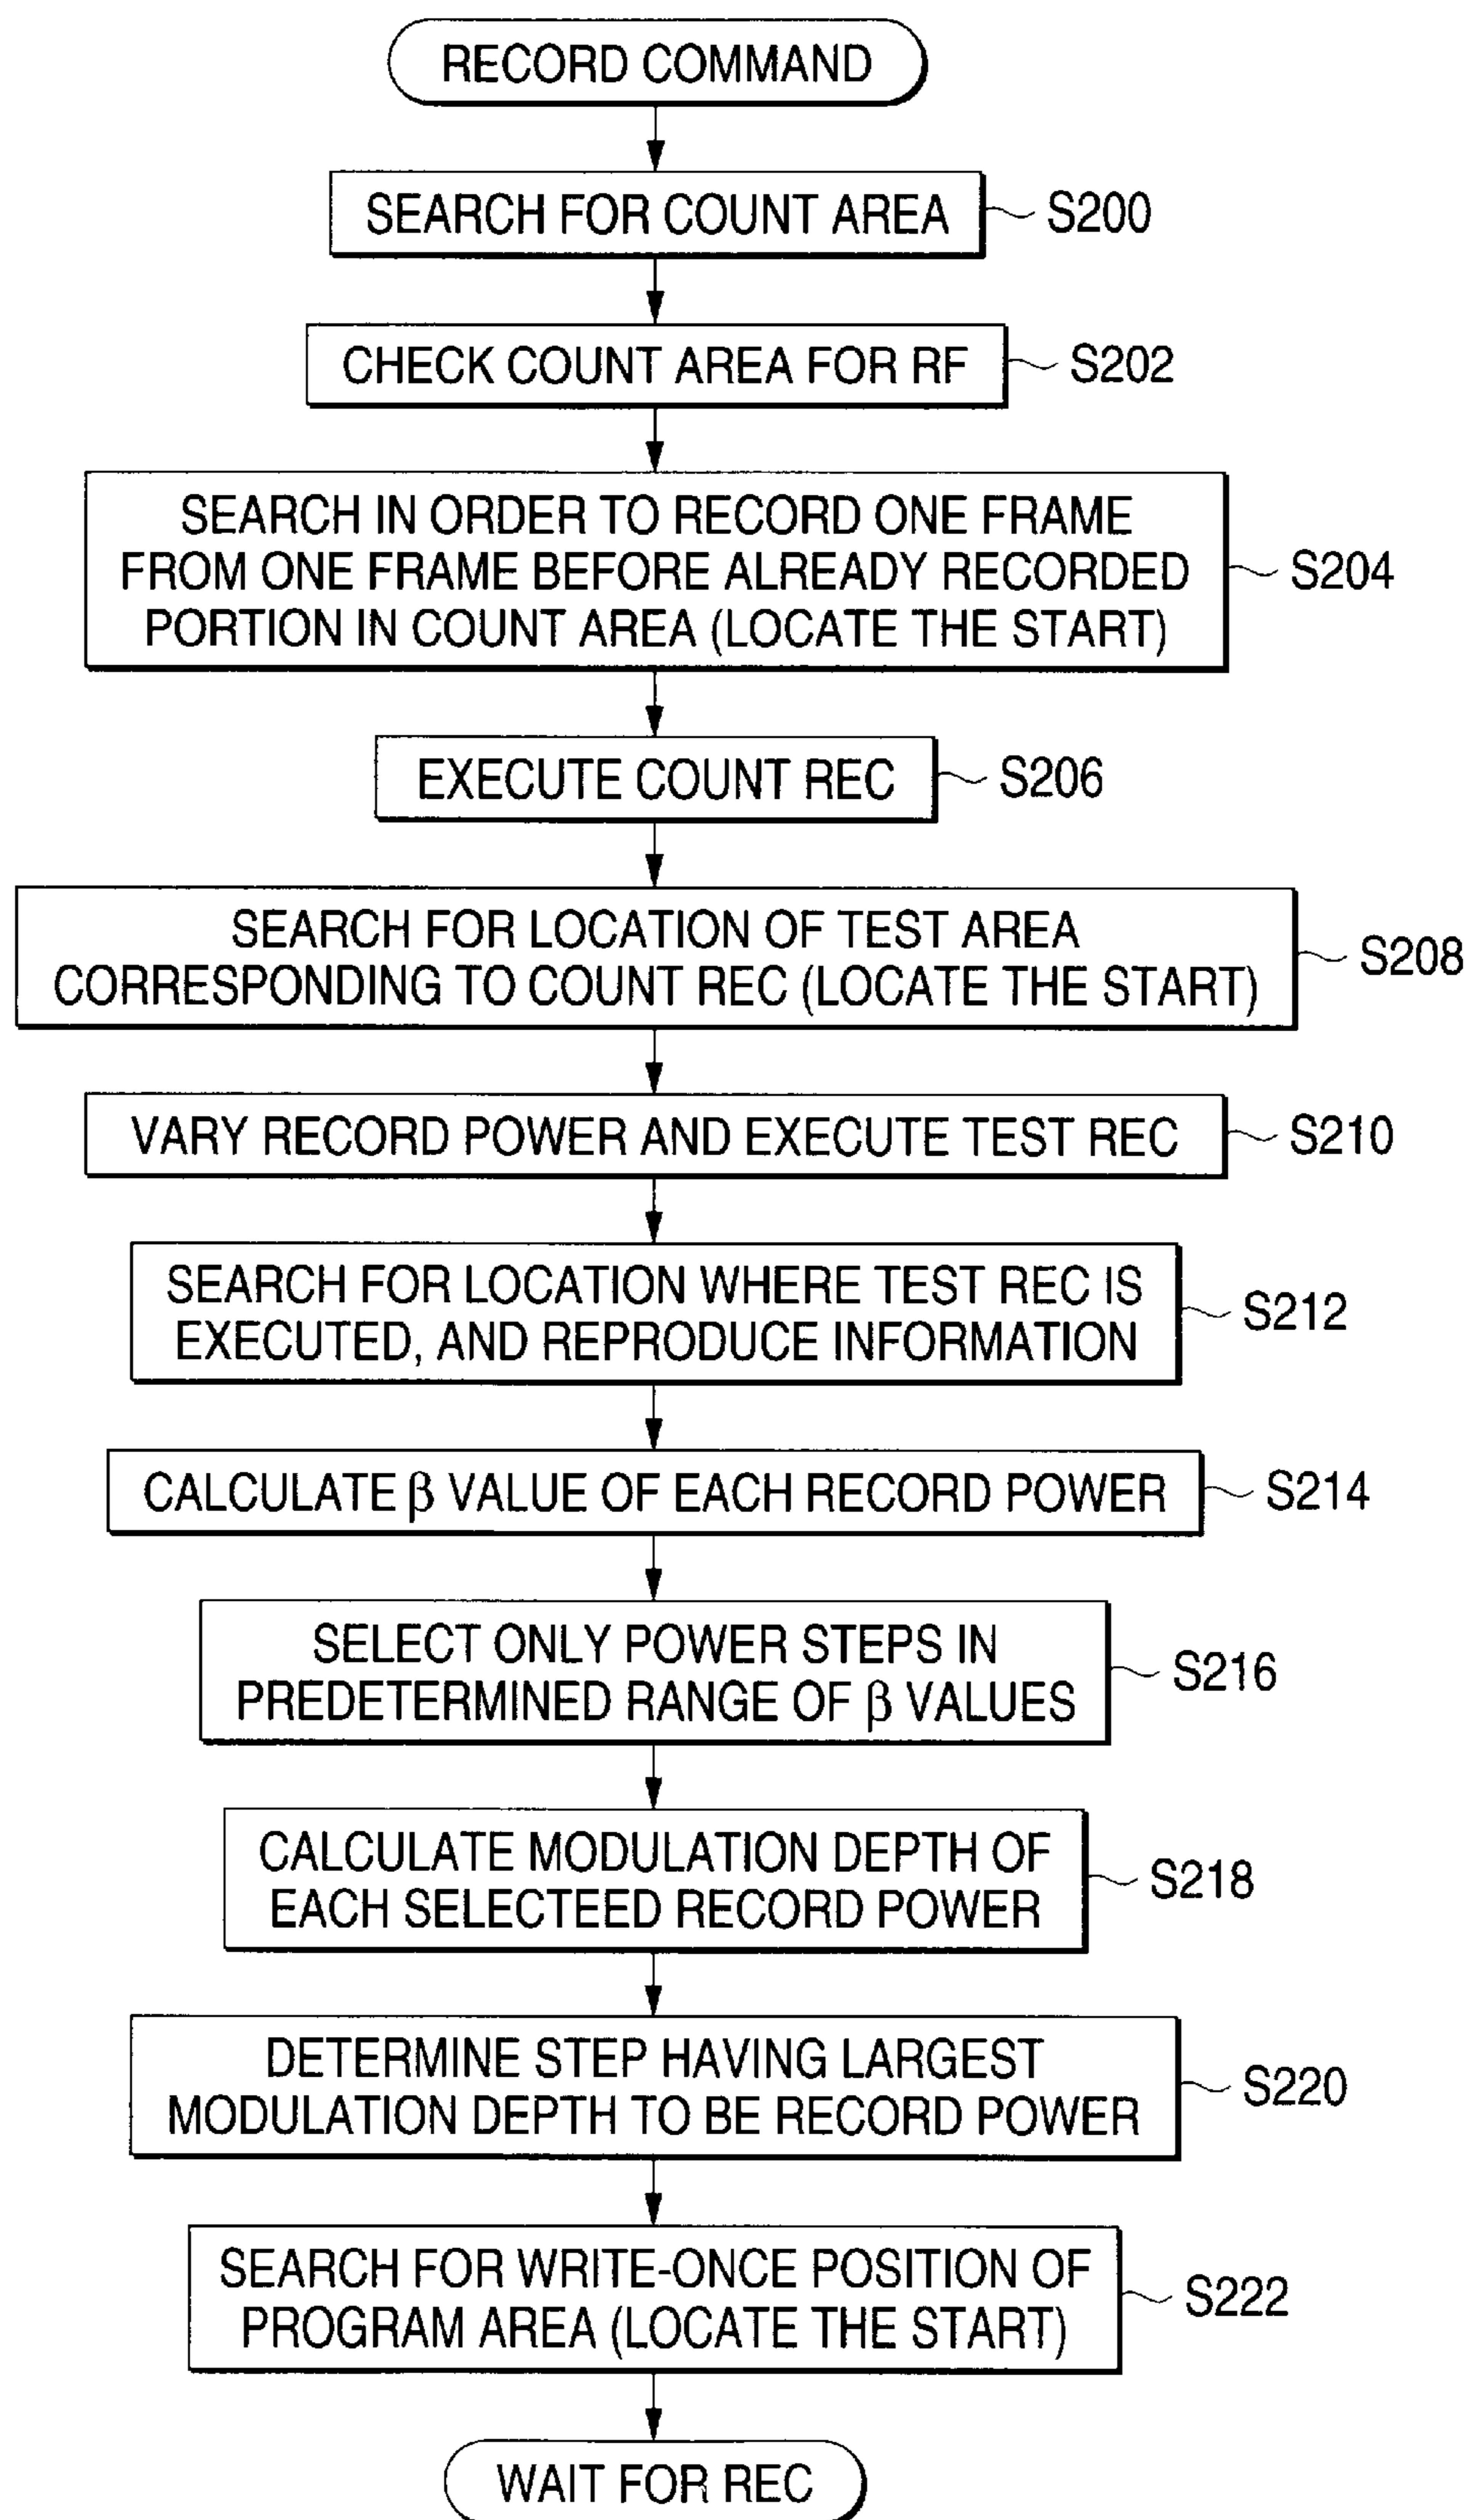 RECORD COMMAND
SEARCH FOR COUNT AREA
S200
CHECK COUNT AREA FOR RF
S202
SEARCH IN ORDER TO RECORD ONE FRAME
FROM ONE FRAME BEFORE ALREADY RECORDED
PORTION IN COUNT AREA (LOCATE THE START)
S204
EXECUTE COUNT REC
S206
SEARCH FOR LOCATION OF TEST AREA
CORRESPONDING TO COUNT REC (LOCATE THE START)
S208
VARY RECORD POWER AND EXECUTE TEST REC
S210
SEARCH FOR LOCATION WHERE TEST REC IS
EXECUTED, AND REPRODUCE INFORMATION
S212
CALCULATE β VALUE OF EACH RECORD POWER
S214
SELECT ONLY POWER STEPS IN
PREDETERMINED RANGE OF β VALUES
S216
CALCULATE MODULATION DEPTH OF
EACH SELECTEED RECORD POWER
S218
DETERMINE STEP HAVING LARGEST
MODULATION DEPTH TO BE RECORD POWER
S220
SEARCH FOR WRITE-ONCE POSITION OF
PROGRAM AREA (LOCATE THE START)
S222
WAIT FOR REC